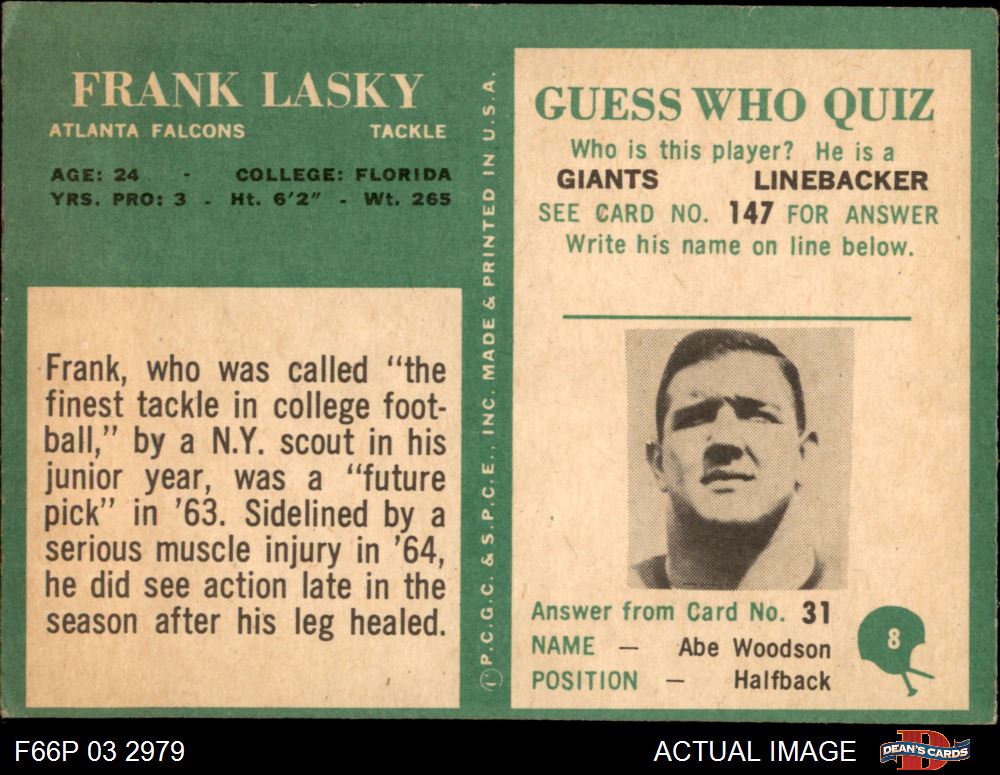 FRANK LASKY
ATLANTA FALCONS TACKLE
AGE: 24 - COLLEGE: FLORIDA
YRS. PRO: 3 - Ht. 6'2" - Wt. 265
Frank, who was called "the
finest tackle in college foot-
ball," by a N.Y. scout in his
junior year, was a "future
pick" in '63. Sidelined by a
serious muscle injury in '64,
he did see action late in the
season after his leg healed.
© P.C.G.C. & S.P.C.E., INC. MADE & PRINTED IN U.S.A.
GUESS WHO QUIZ
Who is this player? He is a
GIANTS LINEBACKER
SEE CARD NO. 147 FOR ANSWER
Write his name on line below.
Answer from Card No. 31
NAME — Abe Woodson
POSITION — Halfback
8
F66P 03 2979 ACTUAL IMAGE
DEAN'S CARDS